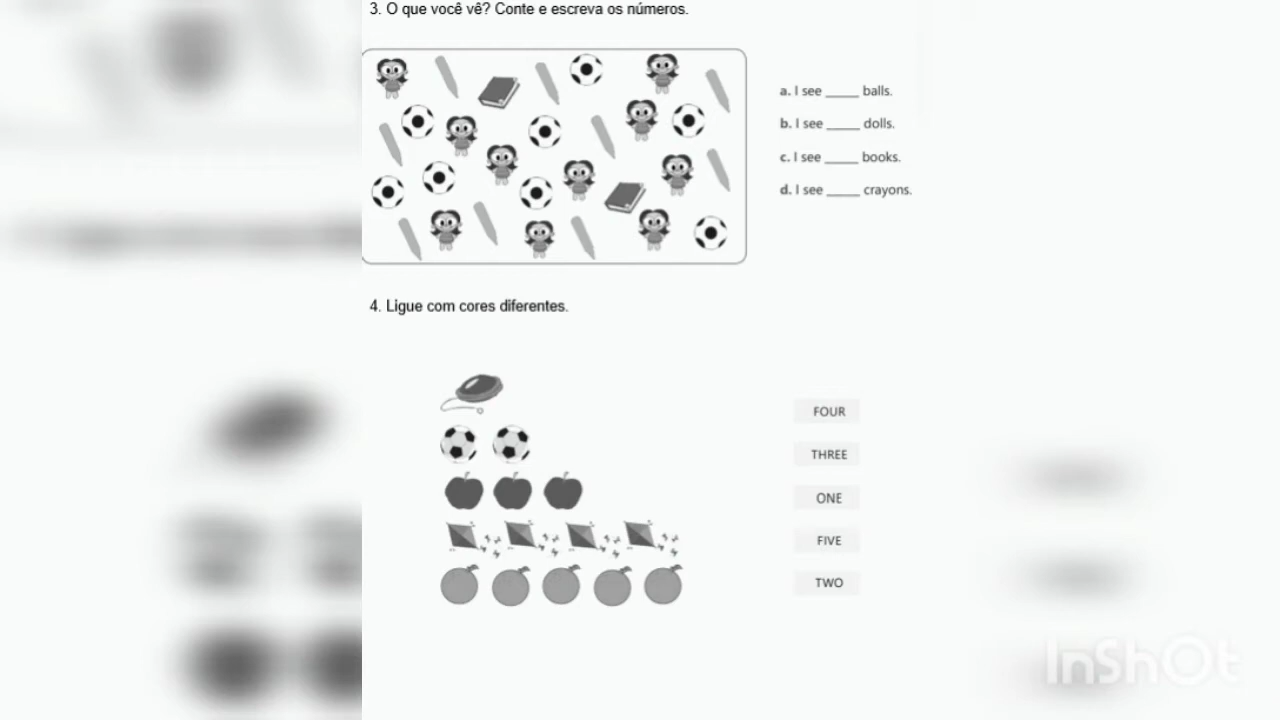 3. O que você vê? Conte e escreva os números.
a. I see _____ balls.
b. I see _____ dolls.
c. I see _____ books.
d. I see _____ crayons.
4. Ligue com cores diferentes.
FOUR
THREE
ONE
FIVE
TWO
InShOt